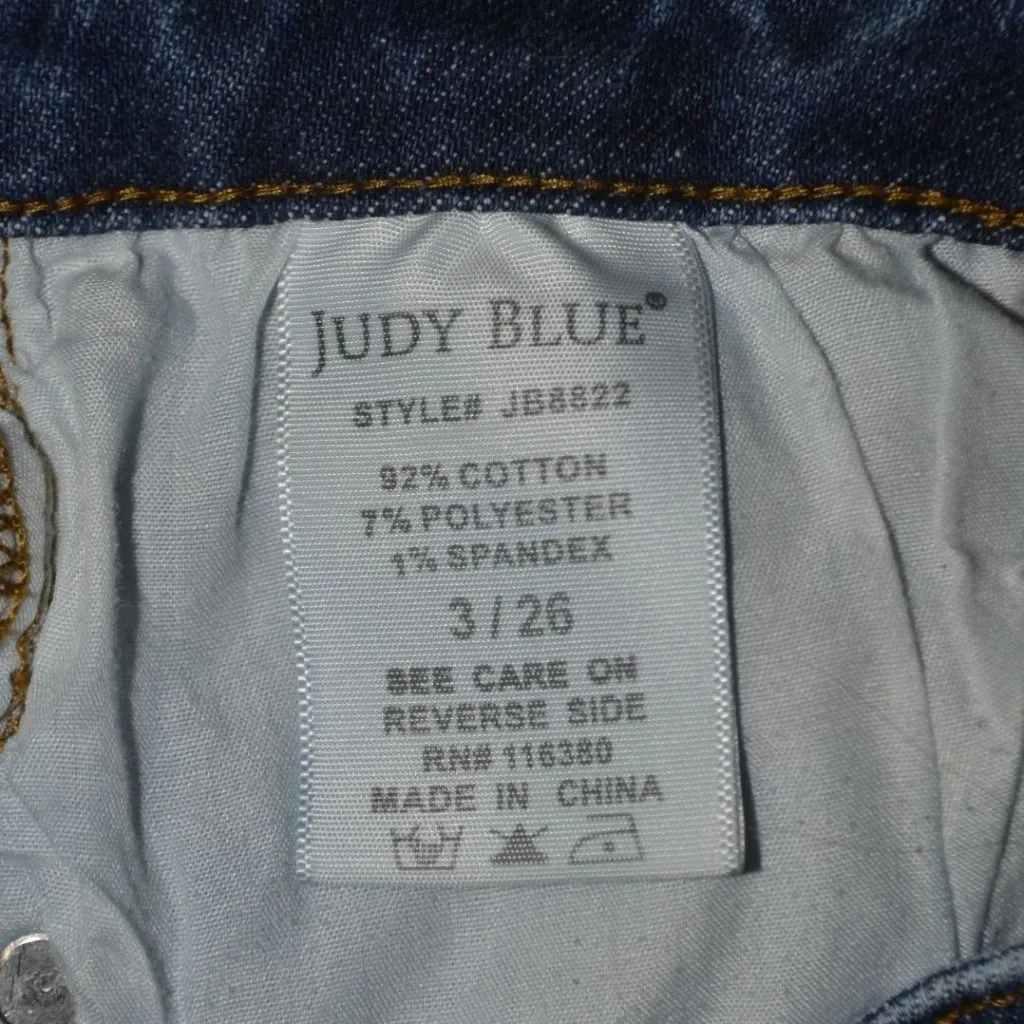 JUDY BLUE®
STYLE# JB8822
92% COTTON
7% POLYESTER
1% SPANDEX
3 / 26
SEE CARE ON
REVERSE SIDE
RN# 116380
MADE IN CHINA